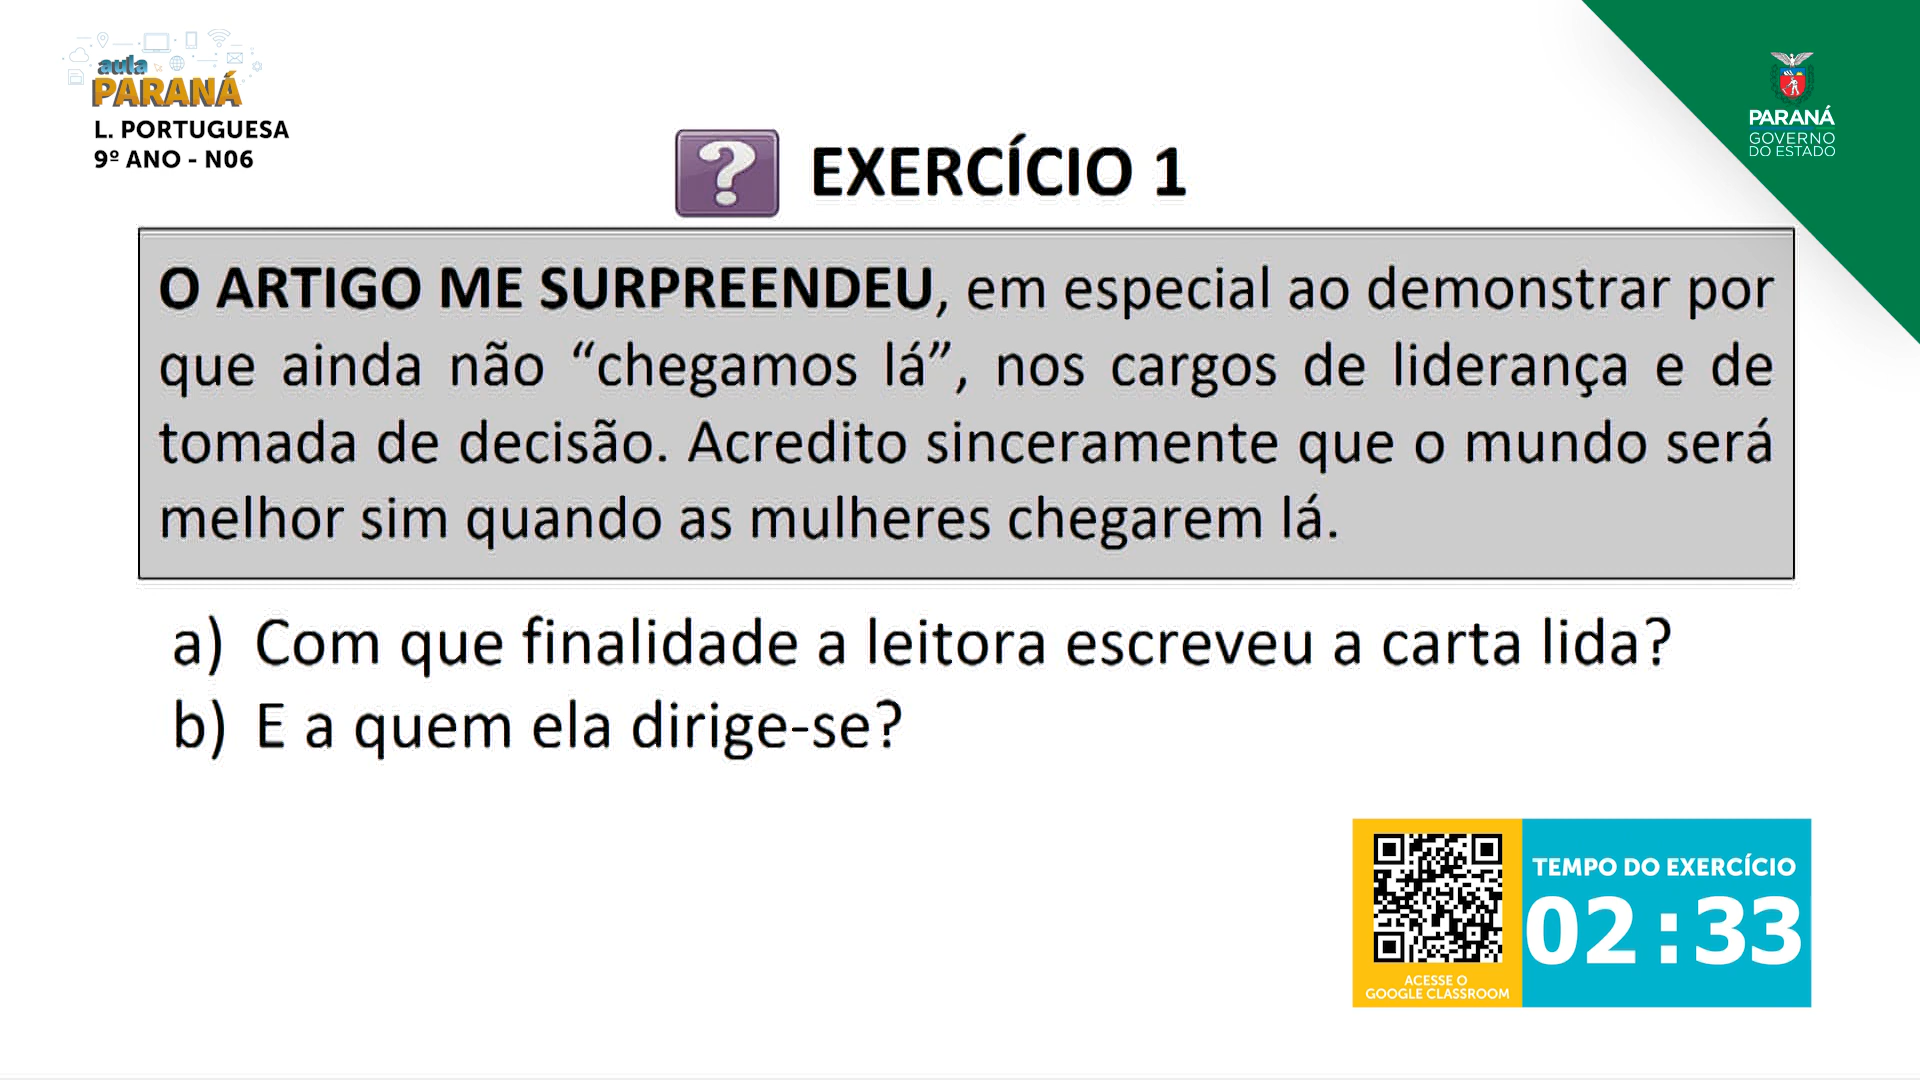 aula
PARANÁ
L. PORTUGUESA
9º ANO - N06
PARANÁ
GOVERNO
DO ESTADO
? EXERCÍCIO 1
O ARTIGO ME SURPREENDEU, em especial ao demonstrar por
que ainda não “chegamos lá”, nos cargos de liderança e de
tomada de decisão. Acredito sinceramente que o mundo será
melhor sim quando as mulheres chegarem lá.
a) Com que finalidade a leitora escreveu a carta lida?
b) E a quem ela dirige-se?
TEMPO DO EXERCÍCIO
02:33
ACESSE O
GOOGLE CLASSROOM